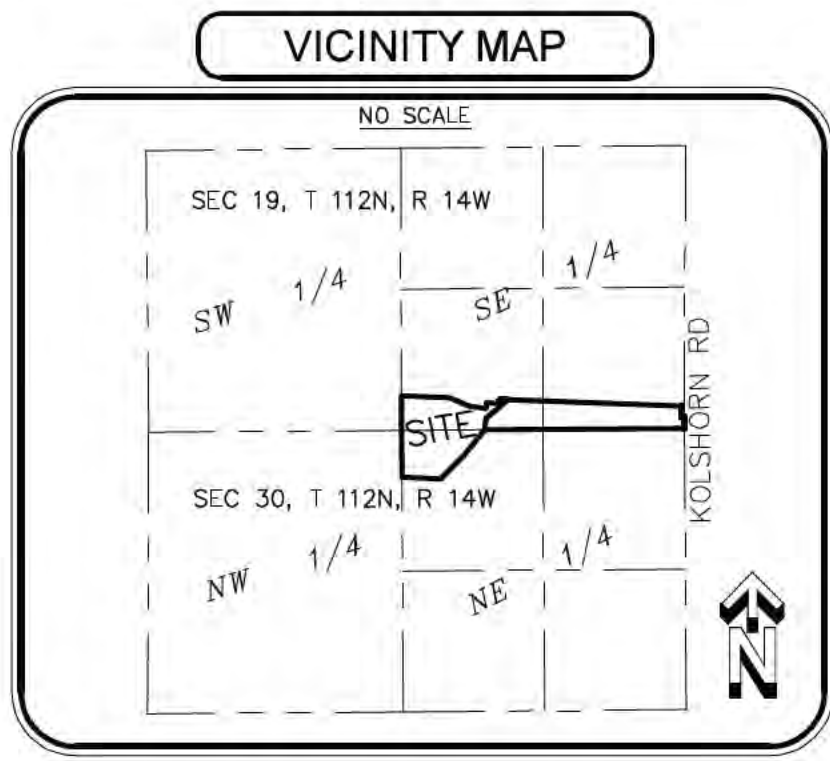 VICINITY MAP
NO SCALE
SEC 19, T 112N, R 14W
SW 1/4
SE 1/4
SITE
KOLSHORN RD
SEC 30, T 112N, R 14W
NW 1/4
NE 1/4
N